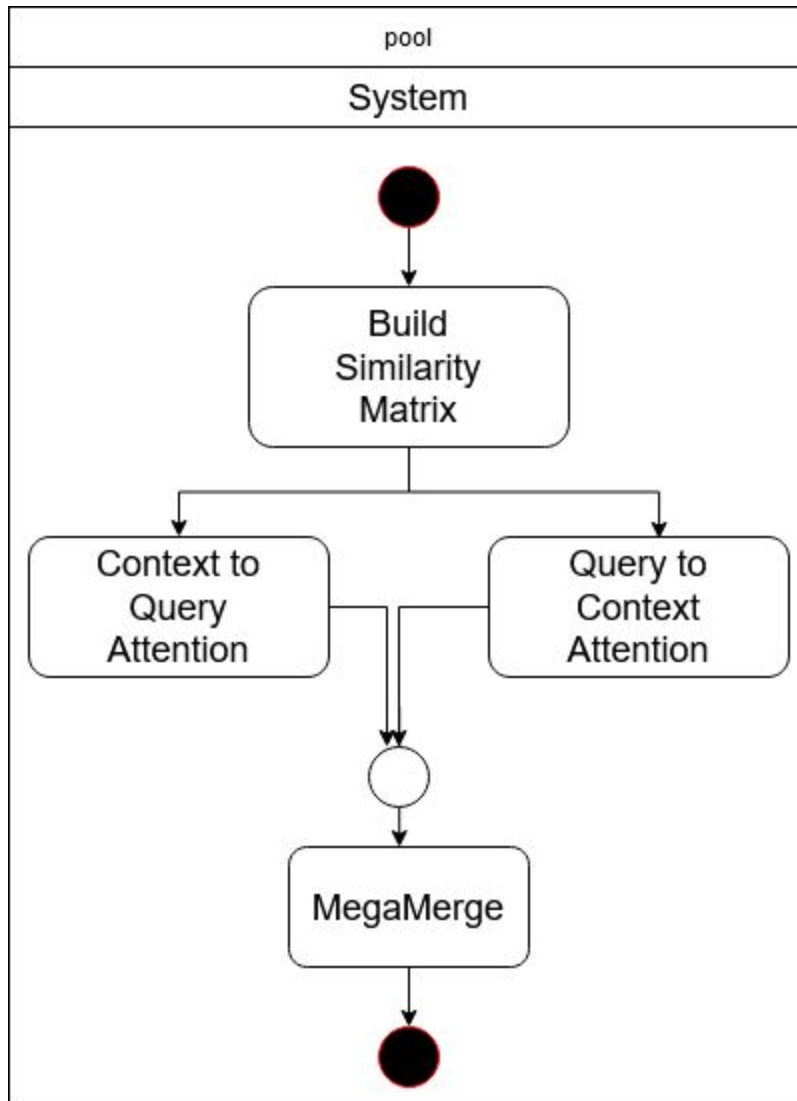 pool
System
Build
Similarity
Matrix
Context to
Query
Attention
Query to
Context
Attention
MegaMerge